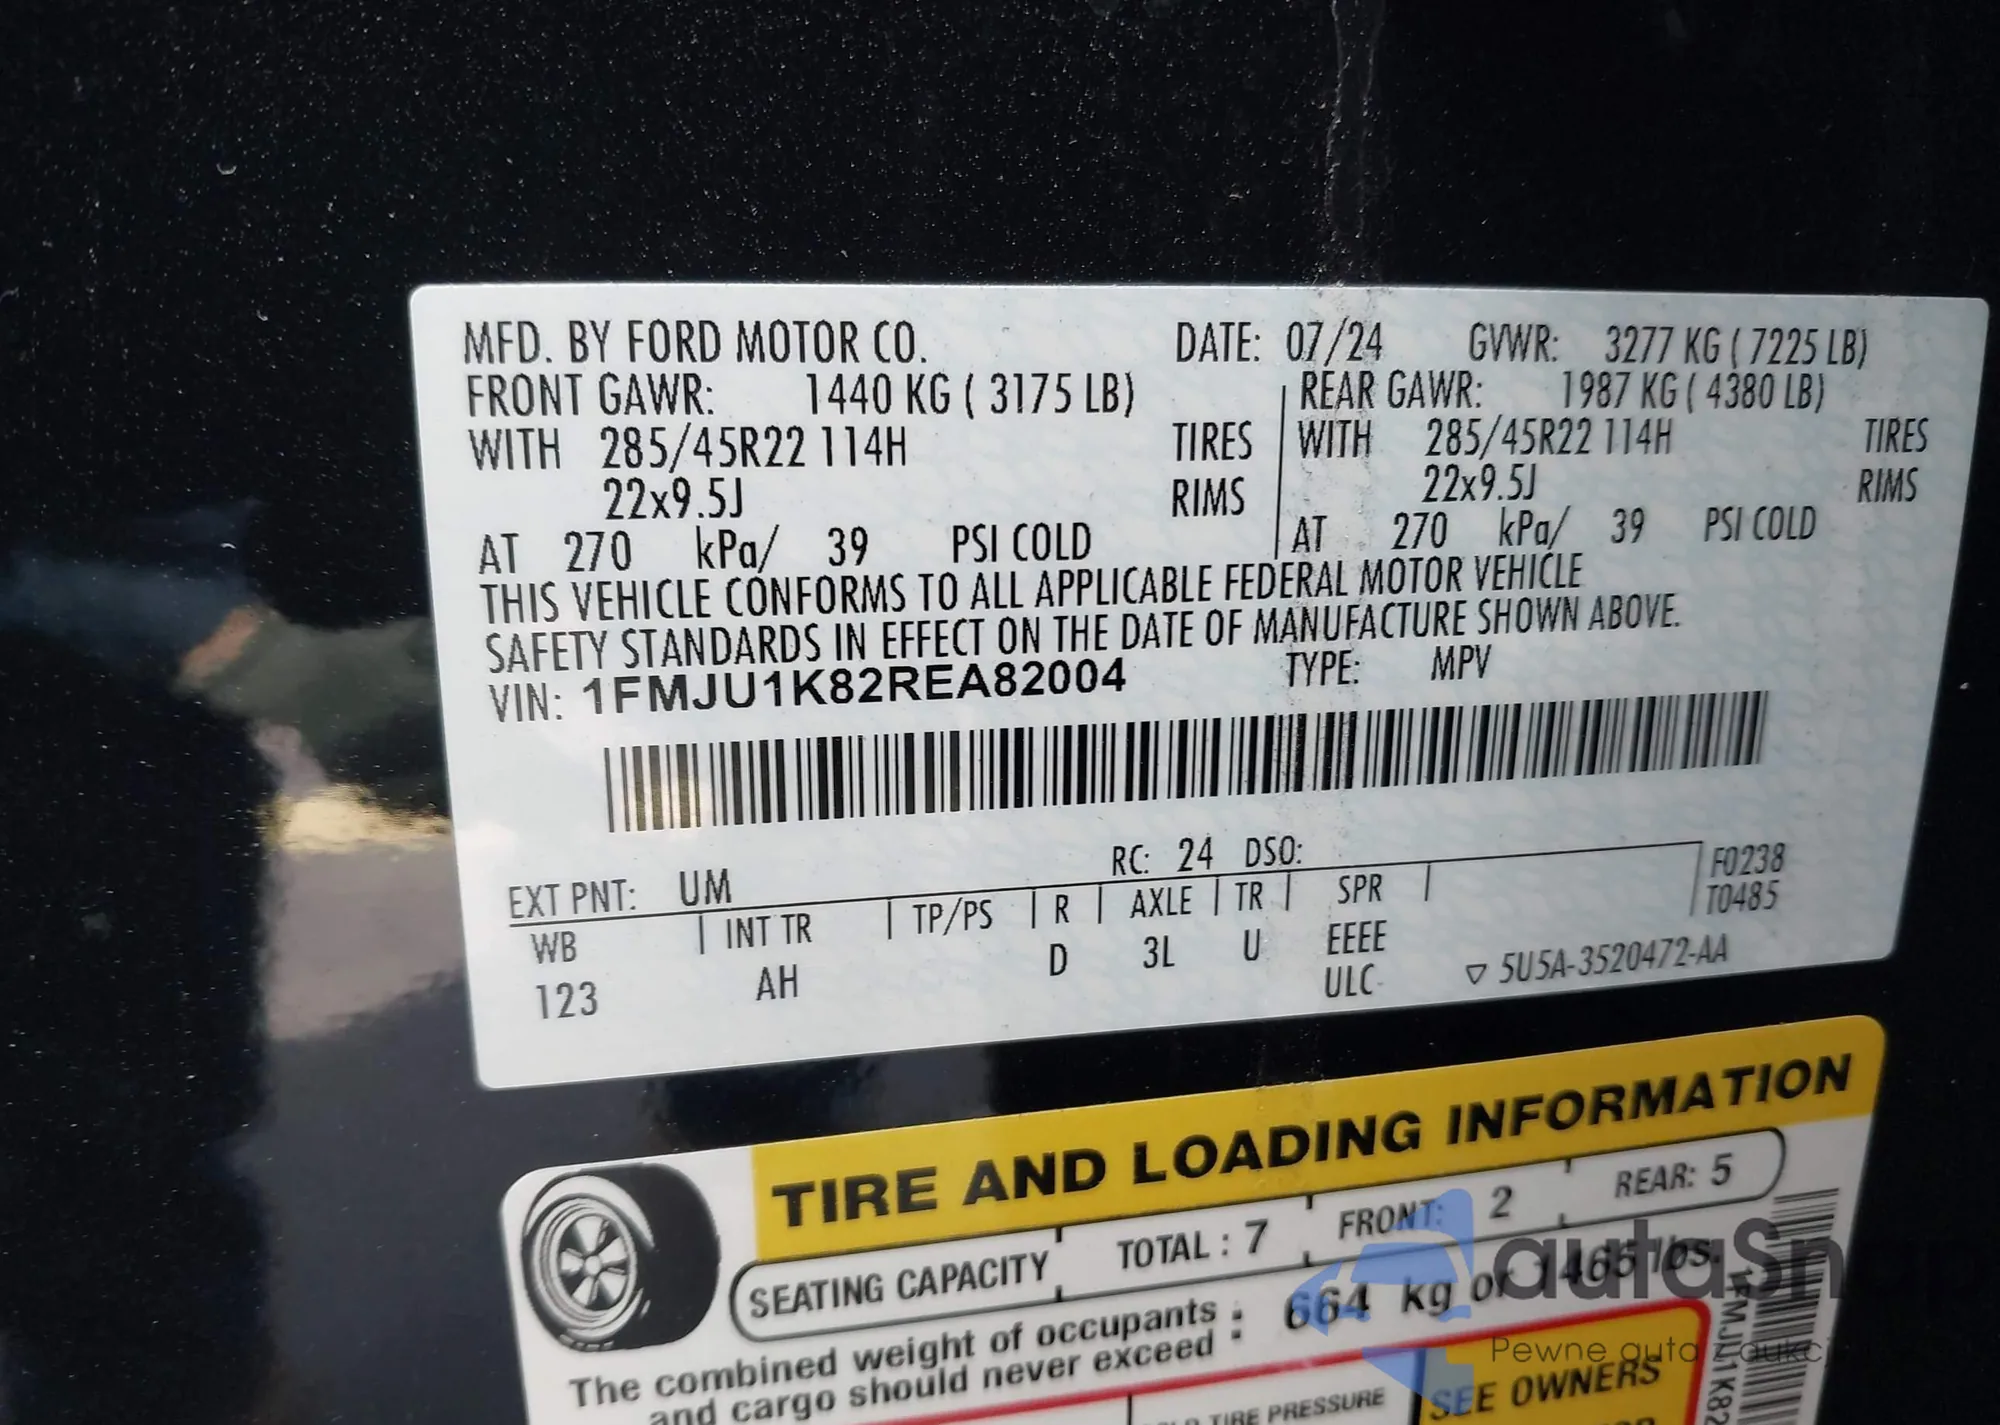 MFD. BY FORD MOTOR CO. DATE: 07/24 GVWR: 3277 KG ( 7225 LB)
FRONT GAWR: 1440 KG ( 3175 LB) REAR GAWR: 1987 KG ( 4380 LB)
WITH 285/45R22 114H TIRES WITH 285/45R22 114H TIRES
22x9.5J RIMS 22x9.5J RIMS
AT 270 kPa/ 39 PSI COLD AT 270 kPa/ 39 PSI COLD
THIS VEHICLE CONFORMS TO ALL APPLICABLE FEDERAL MOTOR VEHICLE
SAFETY STANDARDS IN EFFECT ON THE DATE OF MANUFACTURE SHOWN ABOVE.
VIN: 1FMJU1K82REA82004 TYPE: MPV
EXT PNT: UM RC: 24 DSO: F0238
WB INT TR TP/PS R AXLE TR SPR T0485
123 AH D 3L U EEEE
ULC ▽ 5U5A-3520472-AA
TIRE AND LOADING INFORMATION
SEATING CAPACITY TOTAL : 7 FRONT: 2 REAR: 5
The combined weight of occupants : 664 kg or 1465 lbs.
and cargo should never exceed :
TIRE PRESSURE
SEE OWNERS
1FMJU1K82
autaSn
Pewne auta z aukc